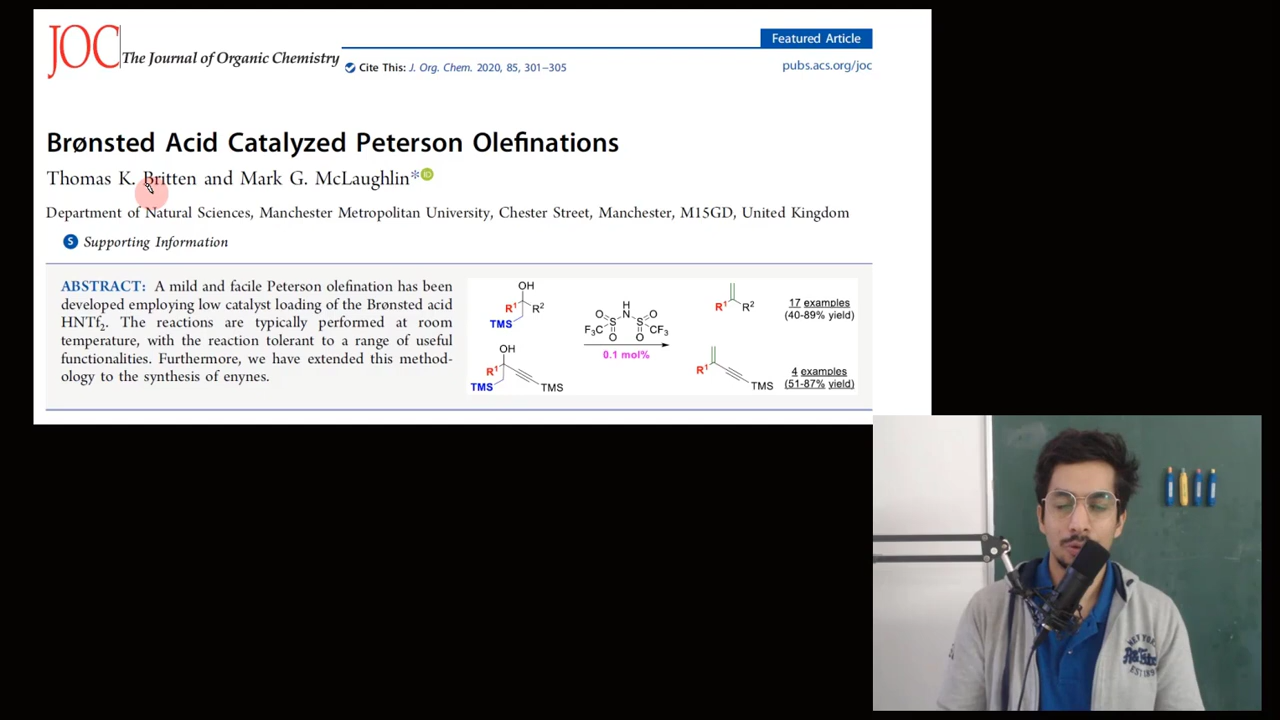 JOC The Journal of Organic Chemistry
Featured Article
Cite This: J. Org. Chem. 2020, 85, 301−305
pubs.acs.org/joc
Brønsted Acid Catalyzed Peterson Olefinations
Thomas K. Britten and Mark G. McLaughlin*
Department of Natural Sciences, Manchester Metropolitan University, Chester Street, Manchester, M15GD, United Kingdom
S Supporting Information
ABSTRACT: A mild and facile Peterson olefination has been
developed employing low catalyst loading of the Brønsted acid
HNTf2. The reactions are typically performed at room
temperature, with the reaction tolerant to a range of useful
functionalities. Furthermore, we have extended this method-
ology to the synthesis of enynes.
OH
R1 R2
TMS
H
O N O
S S
F3C O O CF3
0.1 mol%
R1 R2
17 examples
(40-89% yield)
OH
R1
TMS TMS
R1
TMS
4 examples
(51-87% yield)
NEW YORK